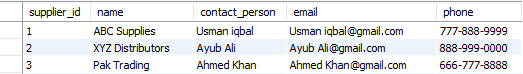 supplier_id name contact_person email phone
1 ABC Supplies Usman iqbal Usman iqbal@gmail.com 777-888-9999
2 XYZ Distributors Ayub Ali Ayub Ali@gmail.com 888-999-0000
3 Pak Trading Ahmed Khan Ahmed Khan@gmail.com 666-777-8888